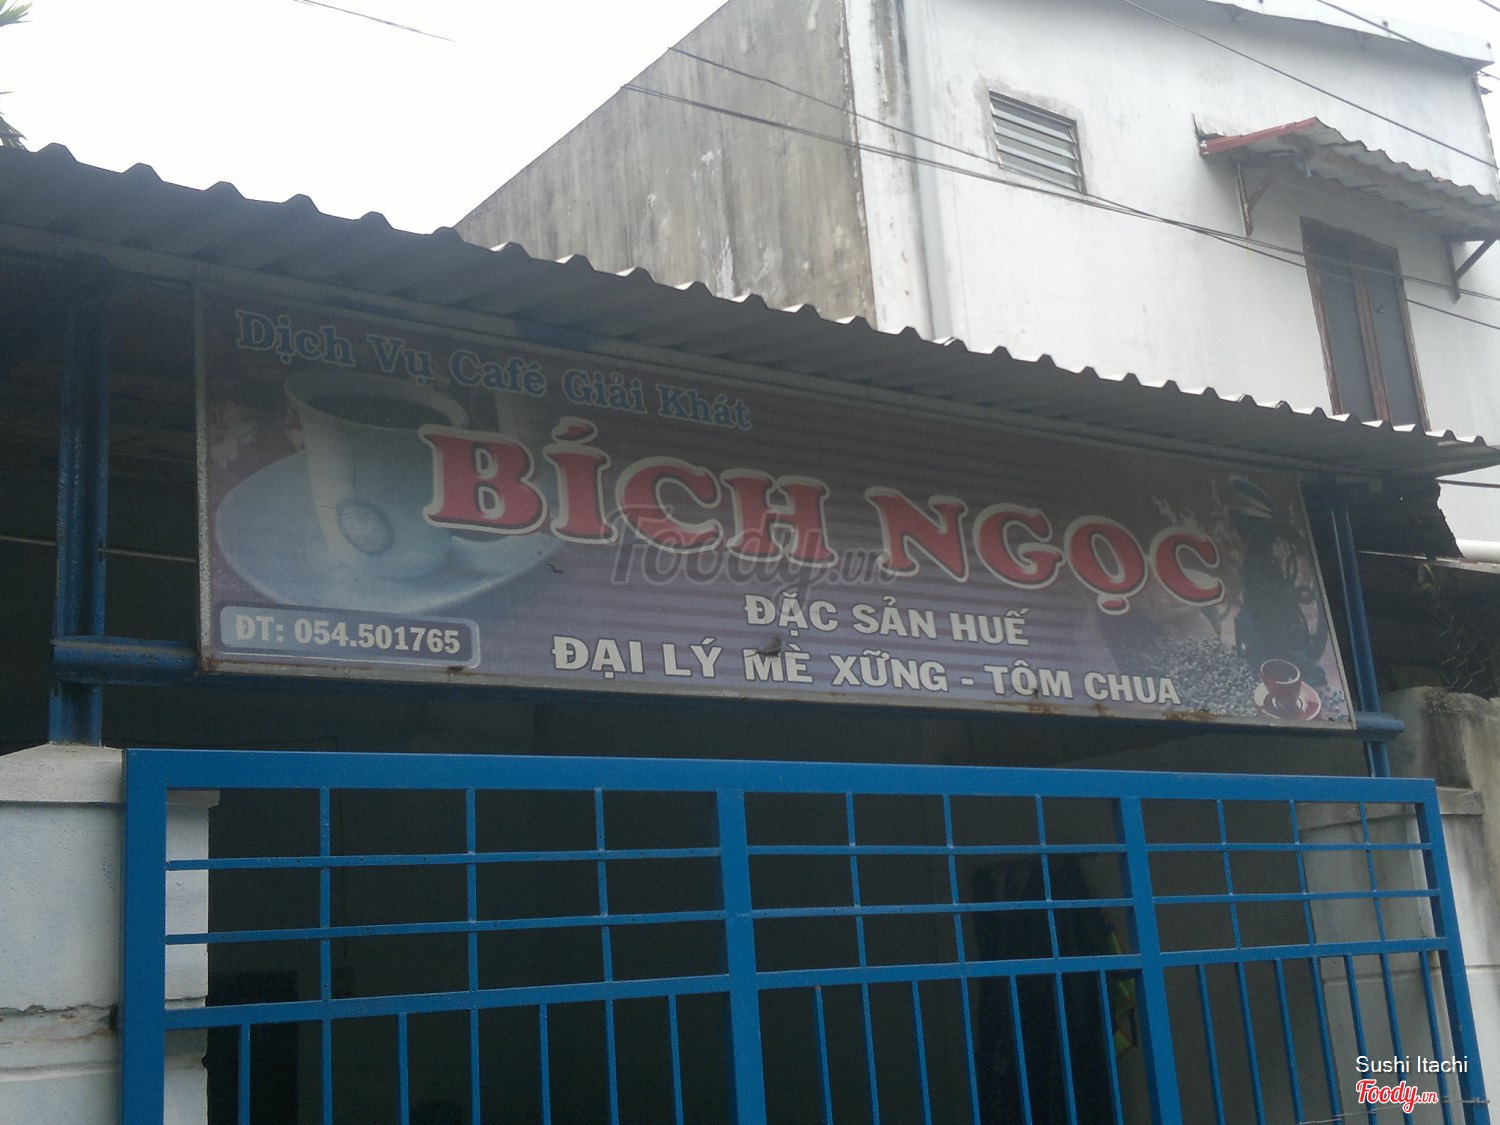 Dịch Vụ Café Giải Khát
BÍCH NGỌC
ĐẶC SẢN HUẾ
ĐẠI LÝ MÈ XỮNG - TÔM CHUA
ĐT: 054.501765
Foody.vn
Sushi Itachi
Foody.vn